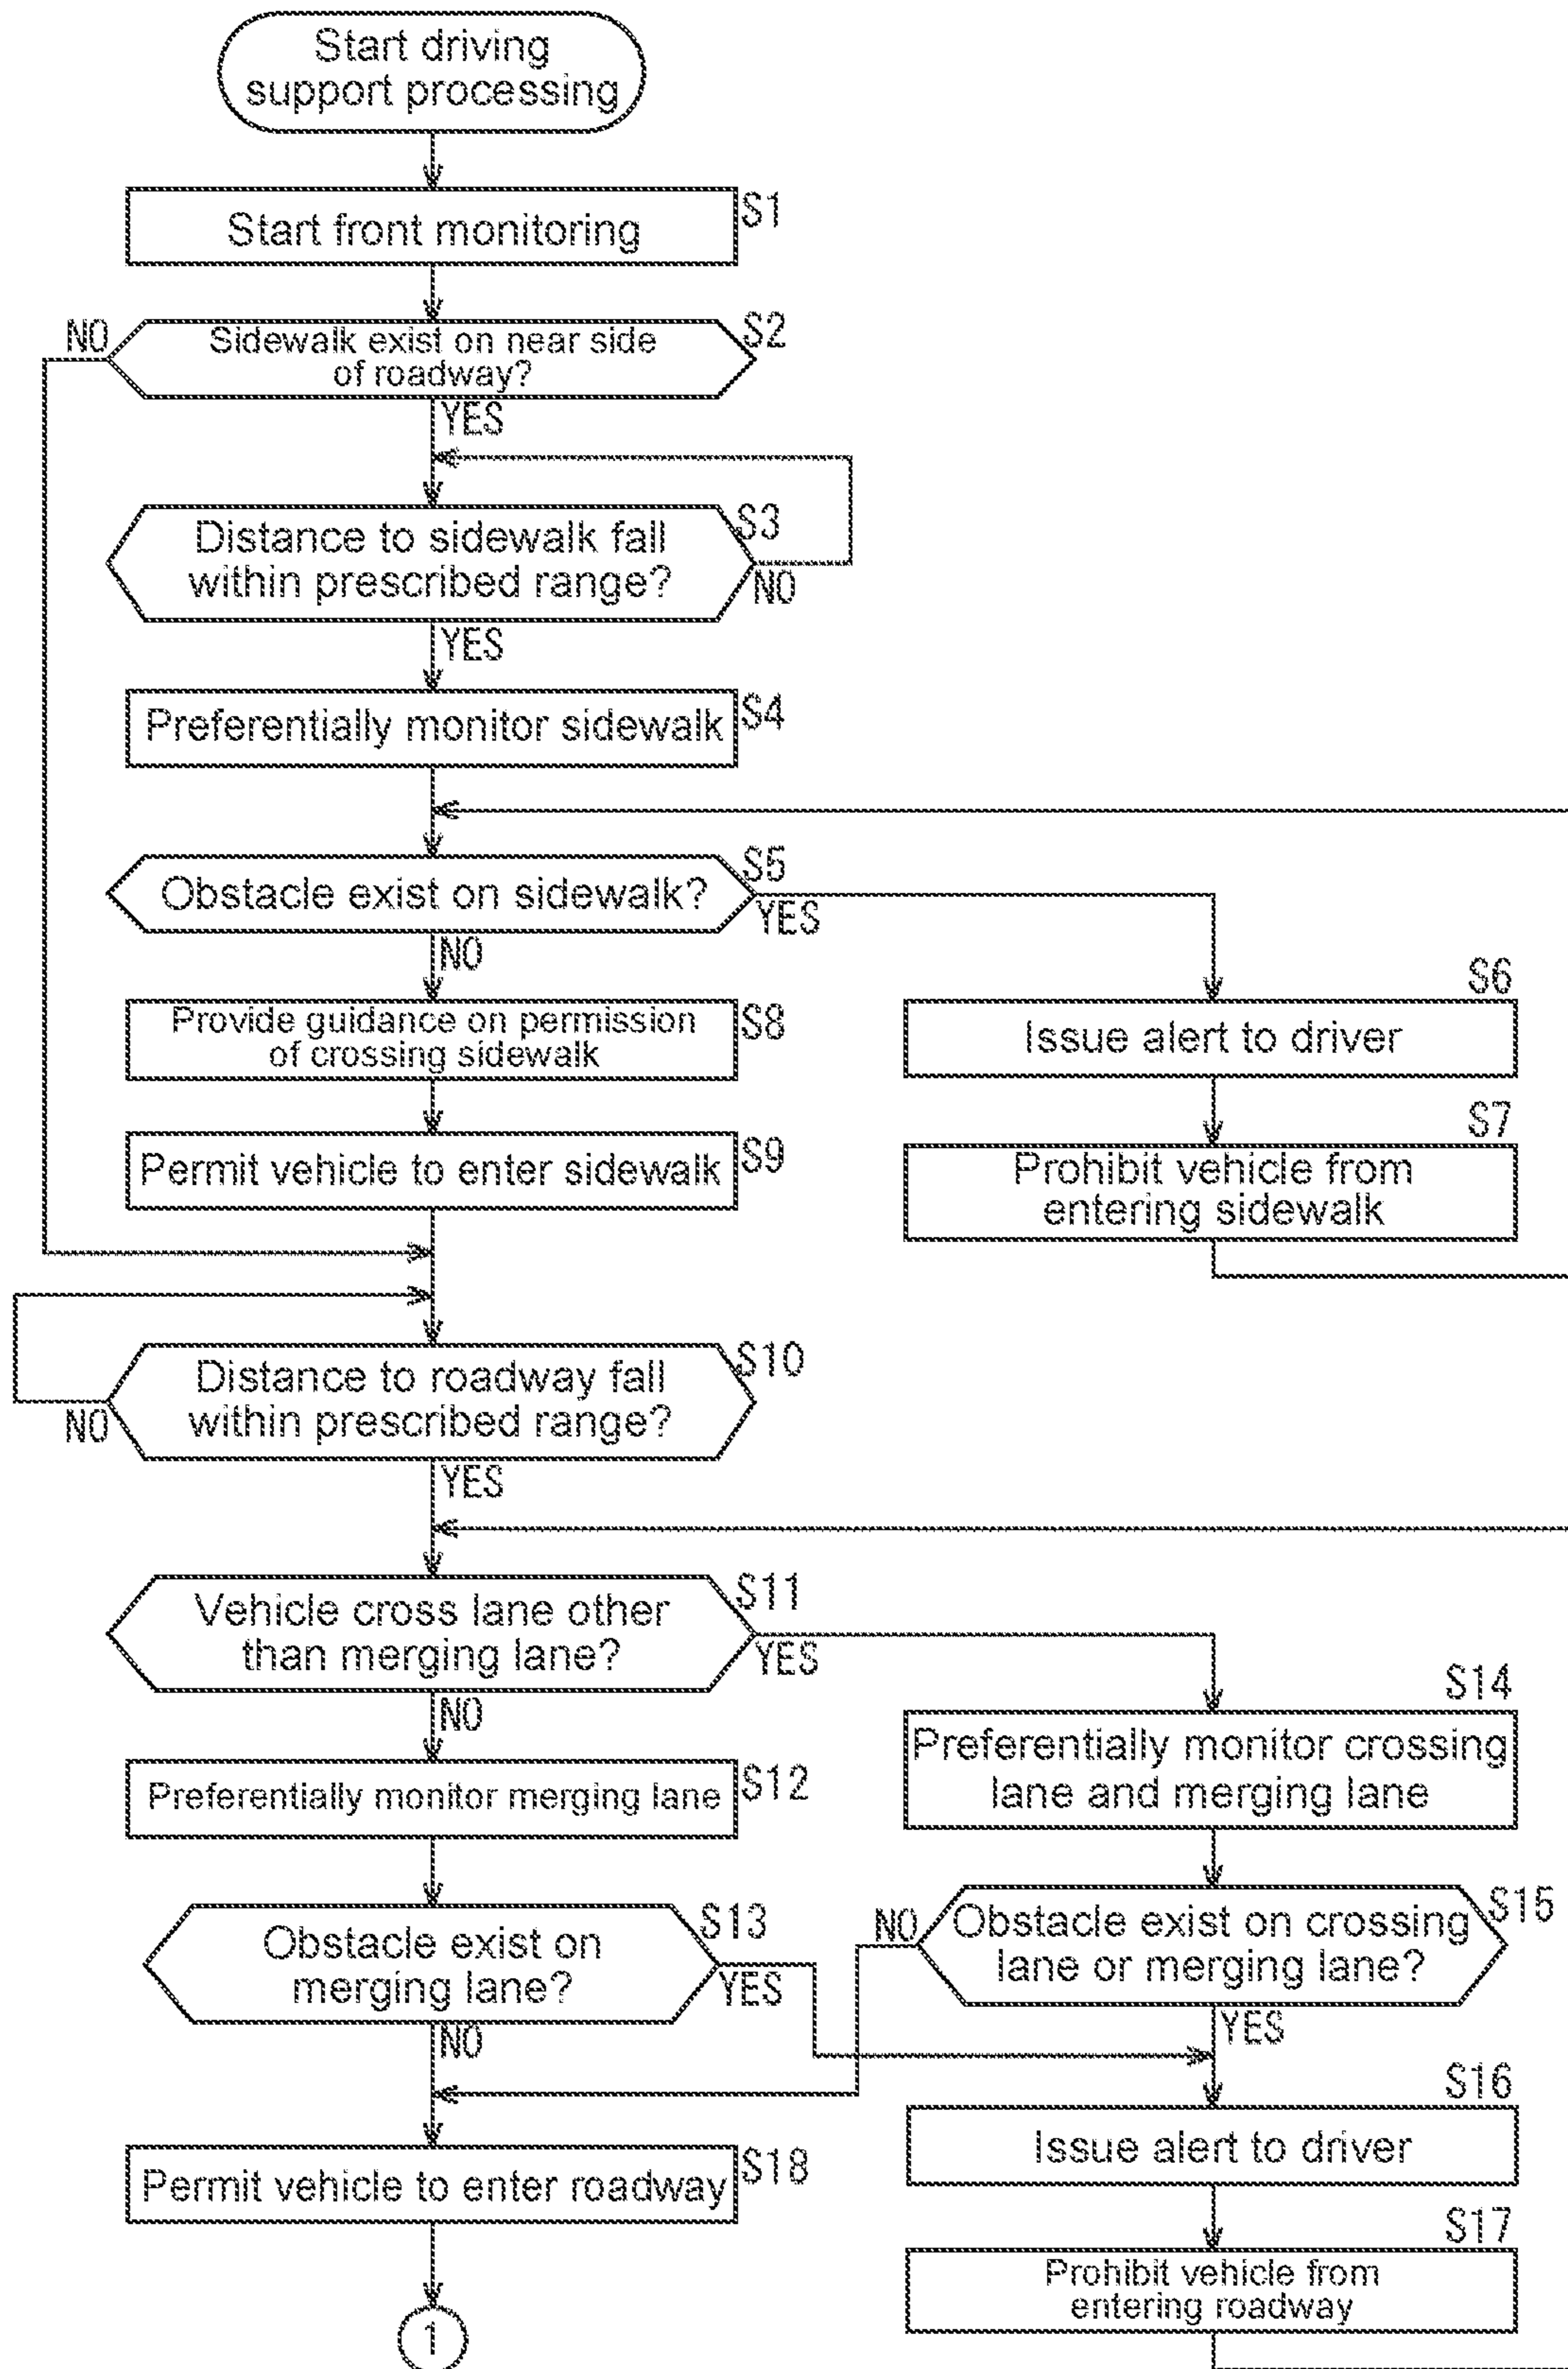 Start driving
support processing
S1
Start front monitoring
NO
S2
Sidewalk exist on near side
of roadway?
YES
S3
Distance to sidewalk fall
within prescribed range?
NO
YES
S4
Preferentially monitor sidewalk
S5
Obstacle exist on sidewalk?
YES
NO
S6
Issue alert to driver
S7
Prohibit vehicle from
entering sidewalk
S8
Provide guidance on permission
of crossing sidewalk
S9
Permit vehicle to enter sidewalk
S10
Distance to roadway fall
within prescribed range?
NO
YES
S11
Vehicle cross lane other
than merging lane?
YES
NO
S12
Preferentially monitor merging lane
S13
Obstacle exist on
merging lane?
YES
NO
S14
Preferentially monitor crossing
lane and merging lane
S15
NO
Obstacle exist on crossing
lane or merging lane?
YES
S16
Issue alert to driver
S17
Prohibit vehicle from
entering roadway
S18
Permit vehicle to enter roadway
1